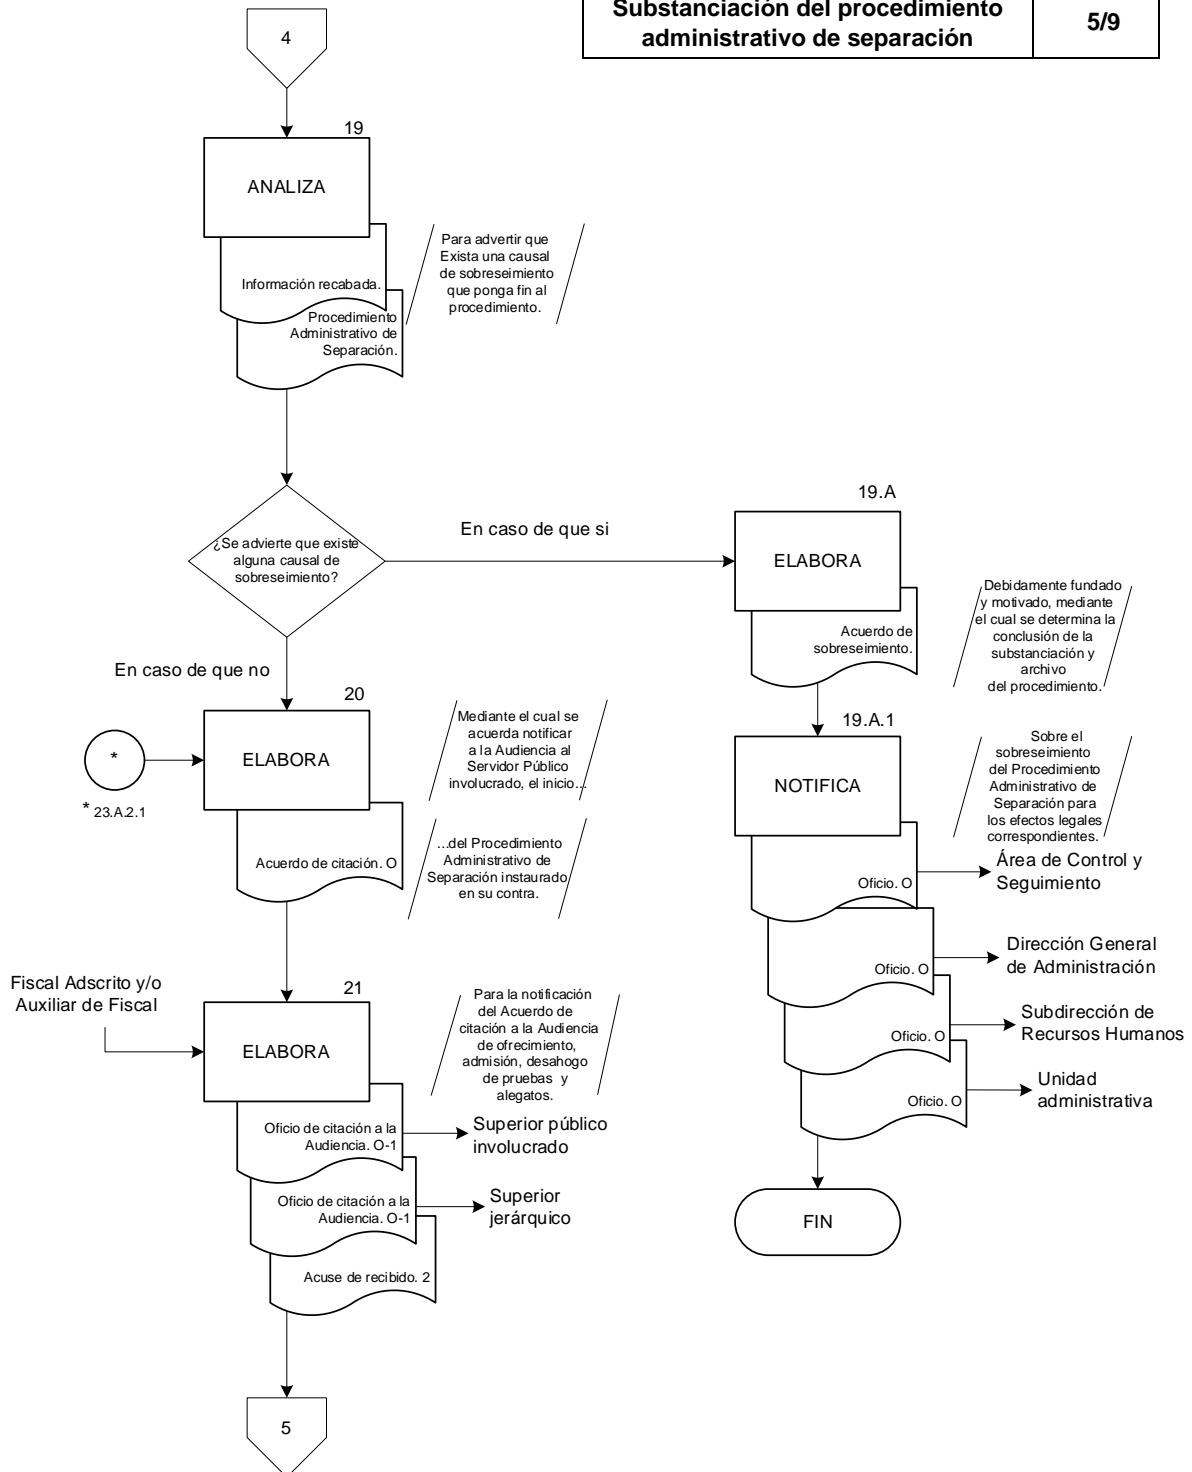 Substanciación del procedimiento
administrativo de separación
5/9
4
19
ANALIZA
Información recabada.
Procedimiento
Administrativo de
Separación.
Para advertir que
Exista una causal
de sobreseimiento
que ponga fin al
procedimiento.
¿Se advierte que existe
alguna causal de
sobreseimiento?
En caso de que si
En caso de que no
19.A
ELABORA
Acuerdo de
sobreseimiento.
Debidamente fundado
y motivado, mediante
el cual se determina la
conclusión de la
substanciación y
archivo
del procedimiento.
19.A.1
NOTIFICA
Sobre el
sobreseimiento
del Procedimiento
Administrativo de
Separación para
los efectos legales
correspondientes.
Oficio. O
Área de Control y
Seguimiento
Oficio. O
Dirección General
de Administración
Oficio. O
Subdirección de
Recursos Humanos
Oficio. O
Unidad
administrativa
FIN
20
ELABORA
*
* 23.A.2.1
Acuerdo de citación. O
Mediante el cual se
acuerda notificar
a la Audiencia al
Servidor Público
involucrado, el inicio...
...del Procedimiento
Administrativo de
Separación instaurado
en su contra.
Fiscal Adscrito y/o
Auxiliar de Fiscal
21
ELABORA
Para la notificación
del Acuerdo de
citación a la Audiencia
de ofrecimiento,
admisión, desahogo
de pruebas y
alegatos.
Oficio de citación a la
Audiencia. O-1
Superior público
involucrado
Oficio de citación a la
Audiencia. O-1
Superior
jerárquico
Acuse de recibido. 2
5